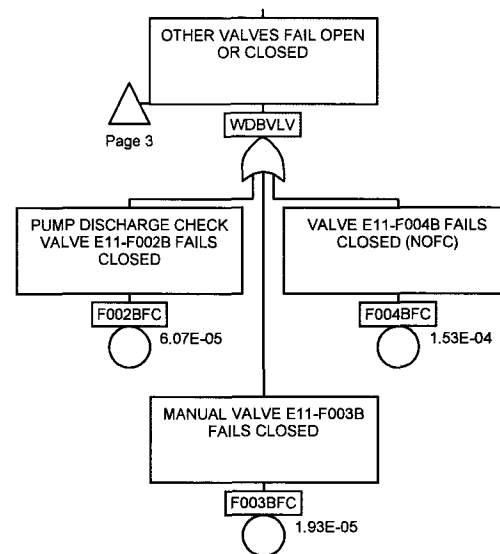 OTHER VALVES FAIL OPEN
OR CLOSED
Page 3
WDBVLV
PUMP DISCHARGE CHECK
VALVE E11-F002B FAILS
CLOSED
VALVE E11-F004B FAILS
CLOSED (NOFC)
F002BFC
6.07E-05
F004BFC
1.53E-04
MANUAL VALVE E11-F003B
FAILS CLOSED
F003BFC
1.93E-05